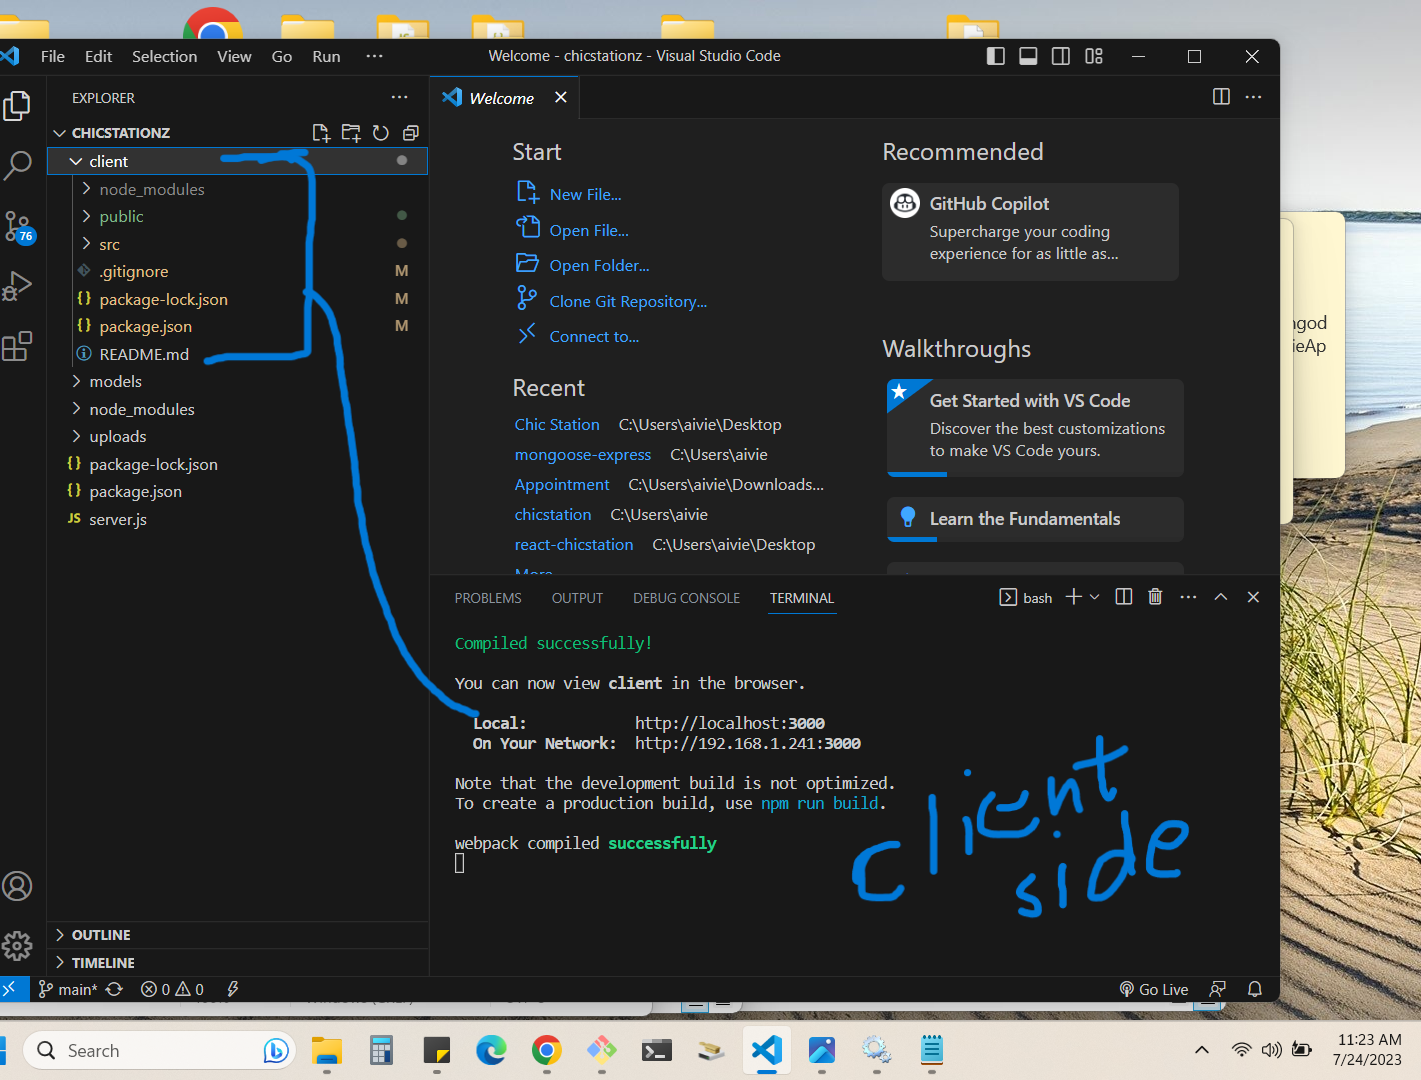 File Edit Selection View Go Run ···
Welcome - chicstationz - Visual Studio Code
EXPLORER
CHICSTATIONZ
client
node_modules
public
src
.gitignore M
package-lock.json M
package.json M
README.md
models
node_modules
uploads
package-lock.json
package.json
JS server.js
OUTLINE
TIMELINE
76
Welcome
Start
New File...
Open File...
Open Folder...
Clone Git Repository...
Connect to...
Recent
Chic Station C:\Users\aivie\Desktop
mongoose-express C:\Users\aivie
Appointment C:\Users\aivie\Downloads...
chicstation C:\Users\aivie
react-chicstation C:\Users\aivie\Desktop
Recommended
GitHub Copilot
Supercharge your coding
experience for as little as...
Walkthroughs
Get Started with VS Code
Discover the best customizations
to make VS Code yours.
Learn the Fundamentals
PROBLEMS OUTPUT DEBUG CONSOLE TERMINAL
bash
Compiled successfully!
You can now view client in the browser.
Local: http://localhost:3000
On Your Network: http://192.168.1.241:3000
Note that the development build is not optimized.
To create a production build, use npm run build.
webpack compiled successfully
client
side
main* 0 0
Go Live
Search
11:23 AM
7/24/2023